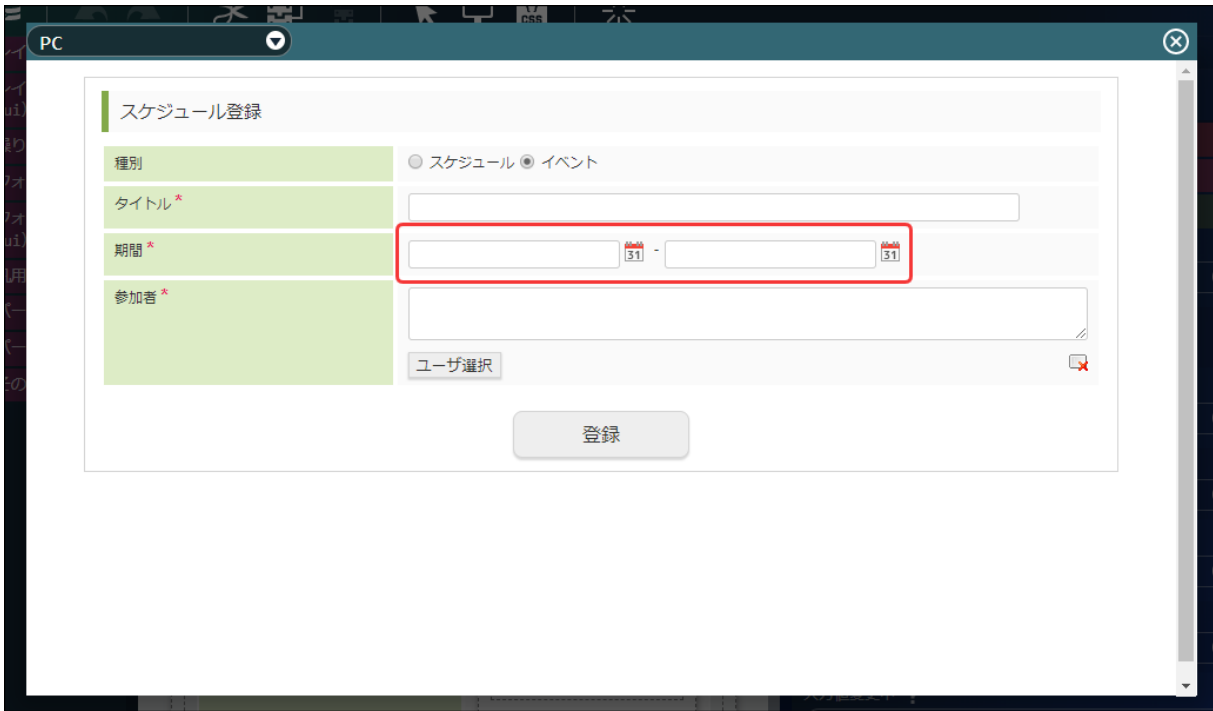 css
PC
スケジュール登録
種別
スケジュール イベント
タイトル *
期間 *
31 - 31
参加者 *
ユーザ選択
登録